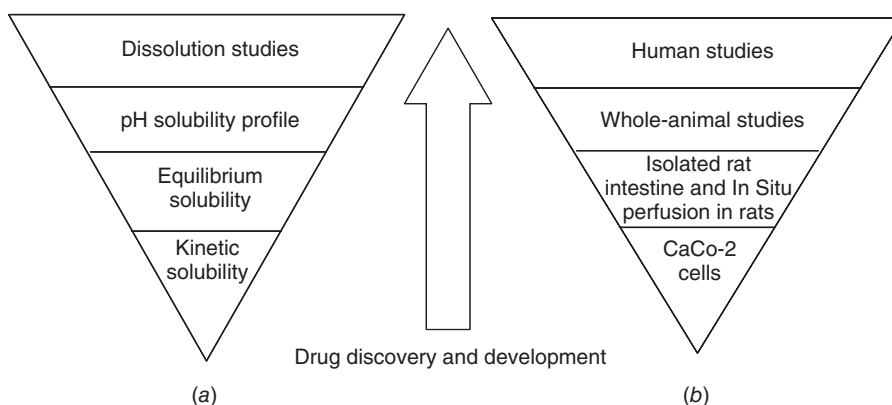 Dissolution studies
pH solubility profile
Equilibrium
solubility
Kinetic
solubility
Human studies
Whole-animal studies
Isolated rat
intestine and In Situ
perfusion in rats
CaCo-2
cells
Drug discovery and development
(a)
(b)